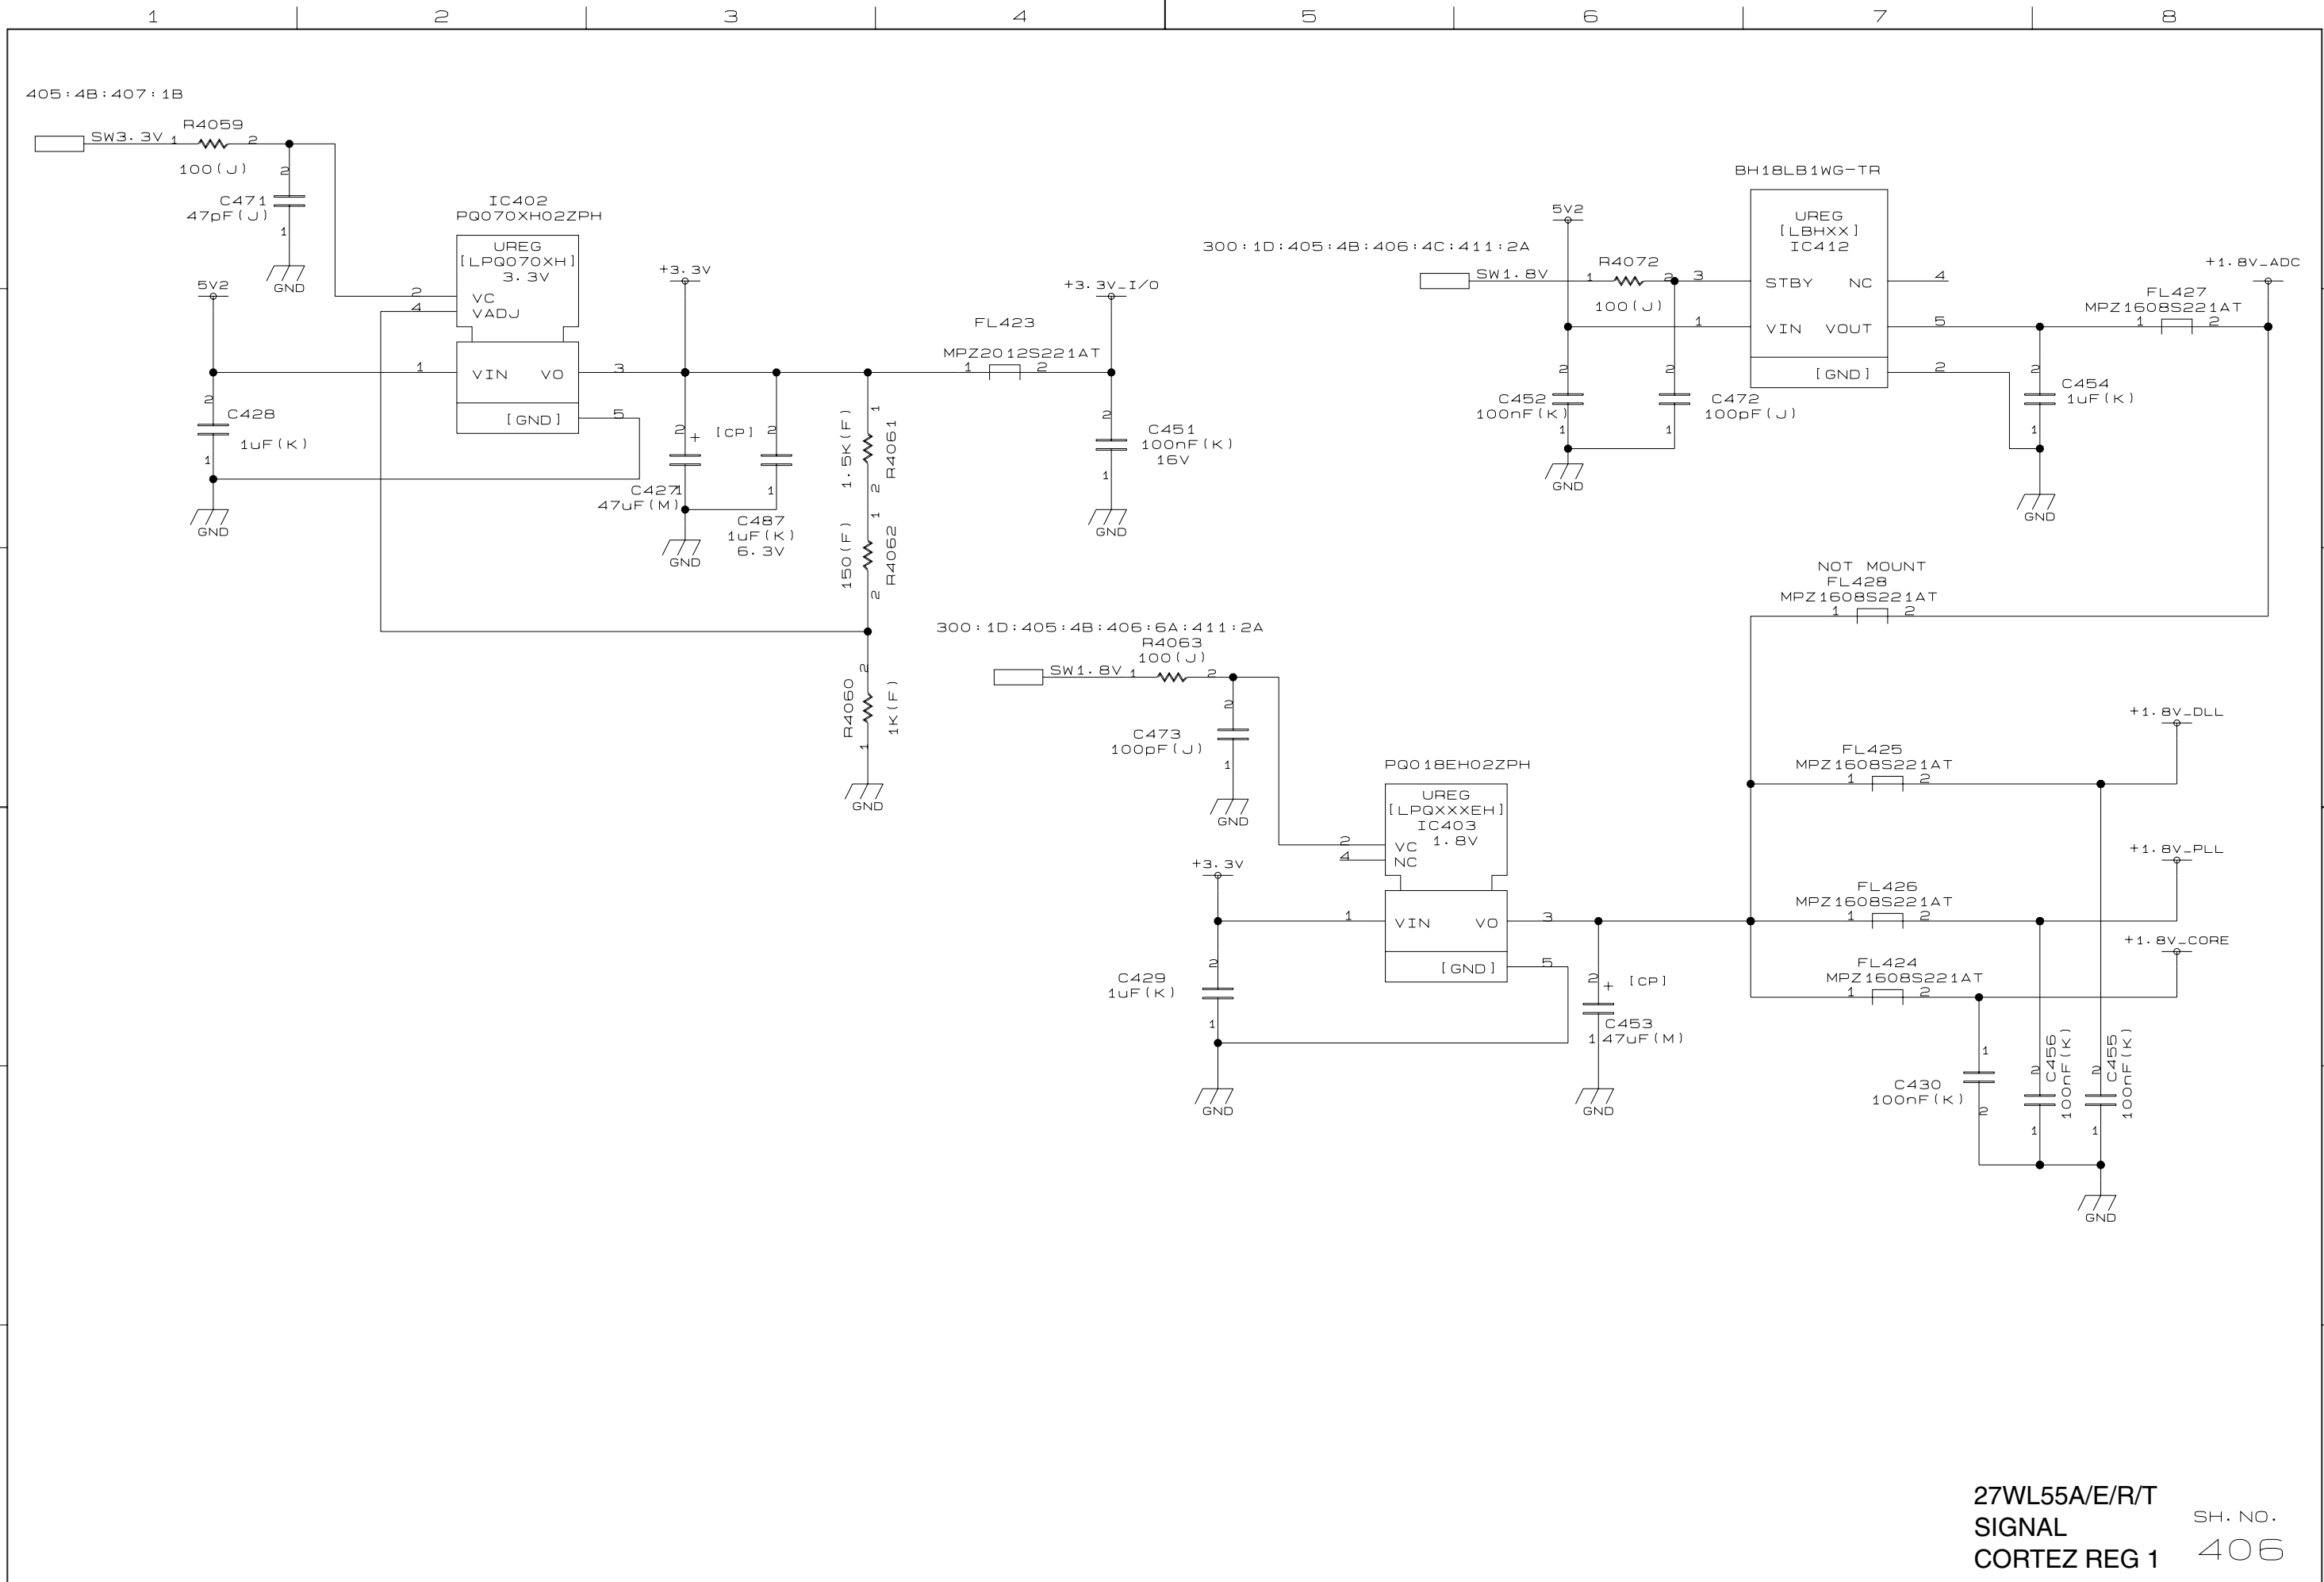 1 2 3 4 5 6 7 8
405:4B:407:1B
SW3.3V
1
R4059
2
100(J)
2
C471
47pF(J)
1
GND
5V2
2
C428
1uF(K)
1
GND
IC402
PQ070XH02ZPH
UREG
[LPQ070XH]
3.3V
2
VC
4
VADJ
1
VIN VO
3
[GND]
5
+3.3V
2
+ [CP]
2
C427
1
47uF(M)
1
C487
1uF(K)
6.3V
GND
1
1.5K(F)
R4061
2
1
150(F)
R4062
2
2
R4060
1K(F)
1
GND
FL423
MPZ2012S221AT
1 2
+3.3V_I/O
2
C451
100nF(K)
16V
1
GND
300:1D:405:4B:406:4C:411:2A
SW1.8V
1
R4072
2
100(J)
3
5V2
1
2
C452
100nF(K)
1
2
C472
100pF(J)
1
GND
BH18LB1WG-TR
UREG
[LBHXX]
IC412
STBY NC
4
VIN VOUT
5
[GND]
2
2
C454
1uF(K)
1
GND
FL427
MPZ1608S221AT
1 2
+1.8V_ADC
NOT MOUNT
FL428
MPZ1608S221AT
1 2
300:1D:405:4B:406:6A:411:2A
R4063
100(J)
SW1.8V
1 2
2
C473
100pF(J)
1
GND
PQ018EH02ZPH
UREG
[LPQXXXEH]
IC403
1.8V
2
VC
4
NC
+3.3V
1
VIN VO
3
[GND]
5
2
C429
1uF(K)
1
GND
2
+ [CP]
C453
1
47uF(M)
GND
FL425
MPZ1608S221AT
1 2
+1.8V_DLL
FL426
MPZ1608S221AT
1 2
+1.8V_PLL
FL424
MPZ1608S221AT
1 2
+1.8V_CORE
1
C430
100nF(K)
2
2
C456
100nF(K)
1
2
C455
100nF(K)
1
GND
27WL55A/E/R/T
SIGNAL
CORTEZ REG 1
SH.NO.
406